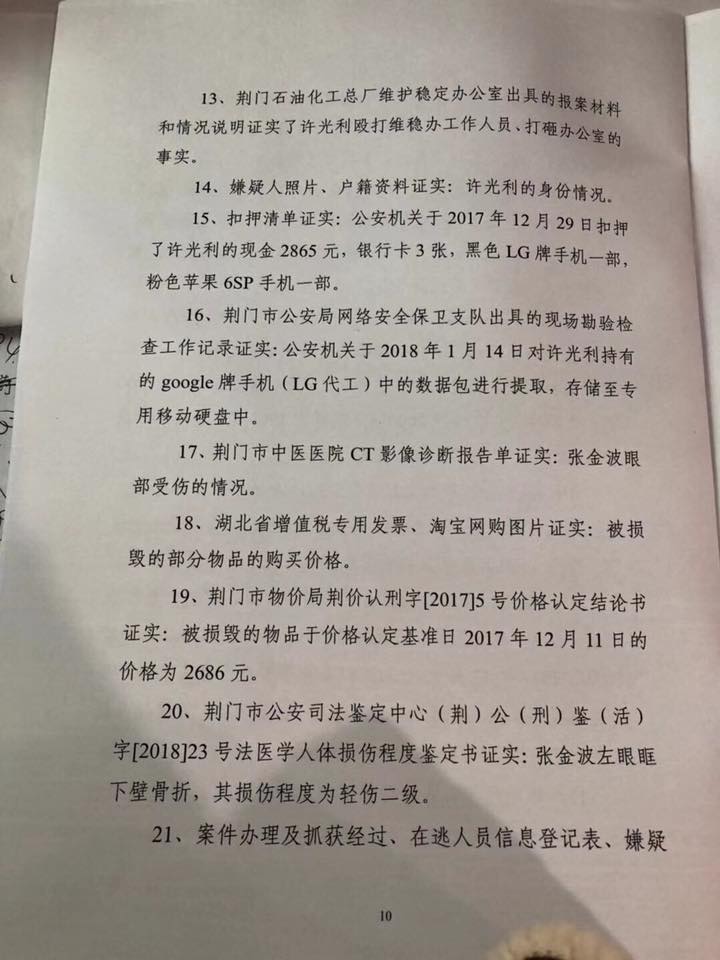 13、荆门石油化工总厂维护稳定办公室出具的报案材料
和情况说明证实了许光利殴打维稳办工作人员、打砸办公室的
事实。
14、嫌疑人照片、户籍资料证实：许光利的身份情况。
15、扣押清单证实：公安机关于 2017 年 12 月 29 日扣押
了许光利的现金 2865 元，银行卡 3 张，黑色 LG 牌手机一部，
粉色苹果 6SP 手机一部。
16、荆门市公安局网络安全保卫支队出具的现场勘验检
查工作记录证实：公安机关于 2018 年 1 月 14 日对许光利持有
的 google 牌手机（LG 代工）中的数据包进行提取，存储至专
用移动硬盘中。
17、荆门市中医医院 CT 影像诊断报告单证实：张金波眼
部受伤的情况。
18、湖北省增值税专用发票、淘宝网购图片证实：被损
毁的部分物品的购买价格。
19、荆门市物价局荆价认刑字[2017]5 号价格认定结论书
证实：被损毁的物品于价格认定基准日 2017 年 12 月 11 日的
价格为 2686 元。
20、荆门市公安司法鉴定中心（荆）公（刑）鉴（活）
字[2018]23 号法医学人体损伤程度鉴定书证实：张金波左眼眶
下壁骨折，其损伤程度为轻伤二级。
21、案件办理及抓获经过、在逃人员信息登记表、嫌疑
10